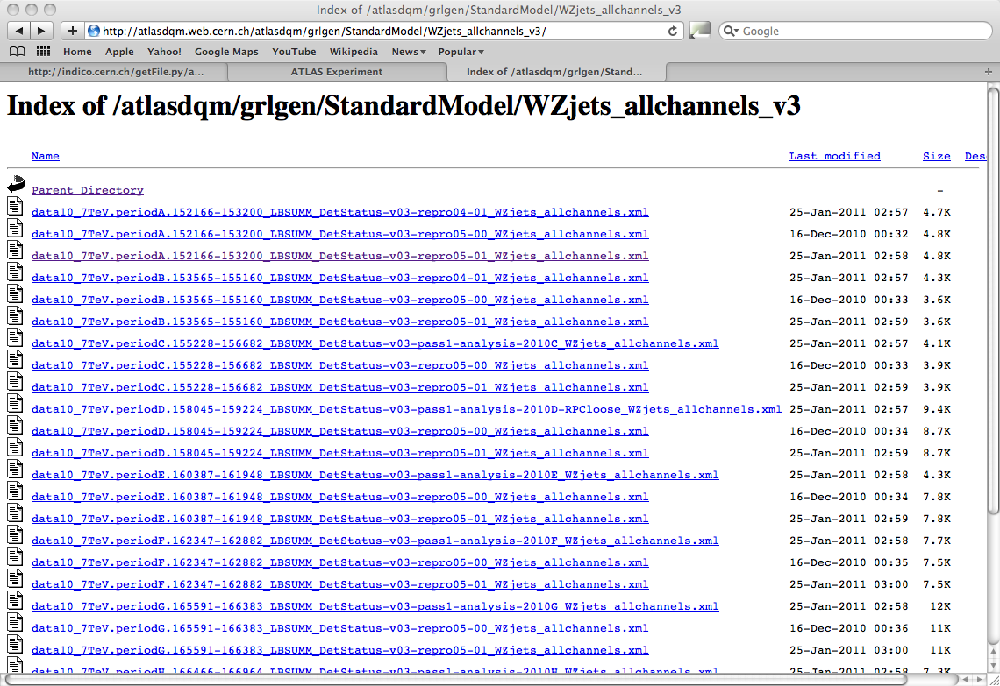 Index of /atlasdqm/grlgen/StandardModel/WZjets_allchannels_v3
http://atlasdqm.web.cern.ch/atlasdqm/grlgen/StandardModel/WZjets_allchannels_v3/ Google
Home Apple Yahoo! Google Maps YouTube Wikipedia News Popular
http://indico.cern.ch/getFile.py/a... ATLAS Experiment Index of /atlasdqm/grlgen/Stand...
Index of /atlasdqm/grlgen/StandardModel/WZjets_allchannels_v3
Name Last modified Size Des
Parent Directory -
data10_7TeV.periodA.152166-153200_LBSUMM_DetStatus-v03-repro04-01_WZjets_allchannels.xml 25-Jan-2011 02:57 4.7K
data10_7TeV.periodA.152166-153200_LBSUMM_DetStatus-v03-repro05-00_WZjets_allchannels.xml 16-Dec-2010 00:32 4.8K
data10_7TeV.periodA.152166-153200_LBSUMM_DetStatus-v03-repro05-01_WZjets_allchannels.xml 25-Jan-2011 02:58 4.8K
data10_7TeV.periodB.153565-155160_LBSUMM_DetStatus-v03-repro04-01_WZjets_allchannels.xml 25-Jan-2011 02:57 4.3K
data10_7TeV.periodB.153565-155160_LBSUMM_DetStatus-v03-repro05-00_WZjets_allchannels.xml 16-Dec-2010 00:33 3.6K
data10_7TeV.periodB.153565-155160_LBSUMM_DetStatus-v03-repro05-01_WZjets_allchannels.xml 25-Jan-2011 02:59 3.6K
data10_7TeV.periodC.155228-156682_LBSUMM_DetStatus-v03-pass1-analysis-2010C_WZjets_allchannels.xml 25-Jan-2011 02:57 4.1K
data10_7TeV.periodC.155228-156682_LBSUMM_DetStatus-v03-repro05-00_WZjets_allchannels.xml 16-Dec-2010 00:33 3.9K
data10_7TeV.periodC.155228-156682_LBSUMM_DetStatus-v03-repro05-01_WZjets_allchannels.xml 25-Jan-2011 02:59 3.9K
data10_7TeV.periodD.158045-159224_LBSUMM_DetStatus-v03-pass1-analysis-2010D-RPCloose_WZjets_allchannels.xml 25-Jan-2011 02:57 9.4K
data10_7TeV.periodD.158045-159224_LBSUMM_DetStatus-v03-repro05-00_WZjets_allchannels.xml 16-Dec-2010 00:34 8.7K
data10_7TeV.periodD.158045-159224_LBSUMM_DetStatus-v03-repro05-01_WZjets_allchannels.xml 25-Jan-2011 02:59 8.7K
data10_7TeV.periodE.160387-161948_LBSUMM_DetStatus-v03-pass1-analysis-2010E_WZjets_allchannels.xml 25-Jan-2011 02:58 4.3K
data10_7TeV.periodE.160387-161948_LBSUMM_DetStatus-v03-repro05-00_WZjets_allchannels.xml 16-Dec-2010 00:34 7.8K
data10_7TeV.periodE.160387-161948_LBSUMM_DetStatus-v03-repro05-01_WZjets_allchannels.xml 25-Jan-2011 02:59 7.8K
data10_7TeV.periodF.162347-162882_LBSUMM_DetStatus-v03-pass1-analysis-2010F_WZjets_allchannels.xml 25-Jan-2011 02:58 7.7K
data10_7TeV.periodF.162347-162882_LBSUMM_DetStatus-v03-repro05-00_WZjets_allchannels.xml 16-Dec-2010 00:35 7.5K
data10_7TeV.periodF.162347-162882_LBSUMM_DetStatus-v03-repro05-01_WZjets_allchannels.xml 25-Jan-2011 03:00 7.5K
data10_7TeV.periodG.165591-166383_LBSUMM_DetStatus-v03-pass1-analysis-2010G_WZjets_allchannels.xml 25-Jan-2011 02:58 12K
data10_7TeV.periodG.165591-166383_LBSUMM_DetStatus-v03-repro05-00_WZjets_allchannels.xml 16-Dec-2010 00:36 11K
data10_7TeV.periodG.165591-166383_LBSUMM_DetStatus-v03-repro05-01_WZjets_allchannels.xml 25-Jan-2011 03:00 11K
data10_7TeV.periodH.166466-166964_LBSUMM_DetStatus-v03-pass1-analysis-2010H_WZjets_allchannels.xml 25-Jan-2011 02:58 7.3K